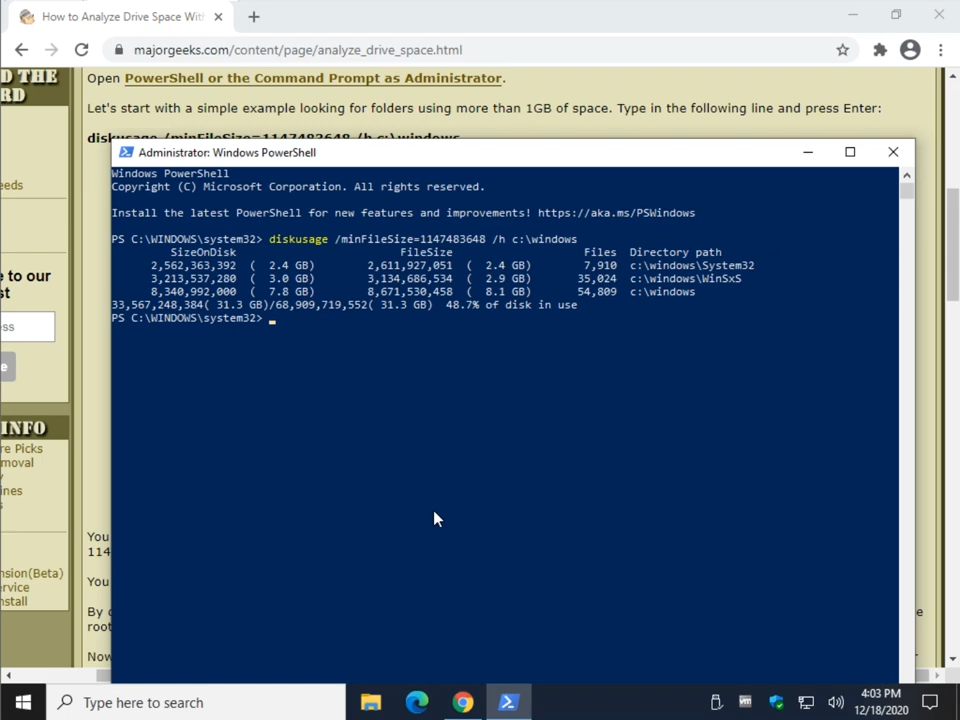 How to Analyze Drive Space With
majorgeeks.com/content/page/analyze_drive_space.html
D THE
RD
Open PowerShell or the Command Prompt as Administrator.
Let's start with a simple example looking for folders using more than 1GB of space. Type in the following line and press Enter:
diskusage /minFileSize=1147483648 /h c:\windows
eeds
e to our
st
ss
e
INFO
re Picks
moval
y
ines
s
nsion(Beta)
ervice
nstall
Administrator: Windows PowerShell
Windows PowerShell
Copyright (C) Microsoft Corporation. All rights reserved.
Install the latest PowerShell for new features and improvements! https://aka.ms/PSWindows
PS C:\WINDOWS\system32> diskusage /minFileSize=1147483648 /h c:\windows
SizeOnDisk FileSize Files Directory path
2,562,363,392 ( 2.4 GB) 2,611,927,051 ( 2.4 GB) 7,910 c:\windows\System32
3,213,537,280 ( 3.0 GB) 3,134,686,534 ( 2.9 GB) 35,024 c:\windows\WinSxS
8,340,992,000 ( 7.8 GB) 8,671,530,458 ( 8.1 GB) 54,809 c:\windows
33,567,248,384( 31.3 GB)/68,909,719,552( 31.3 GB) 48.7% of disk in use
PS C:\WINDOWS\system32>
You
114
You
By c
root
Now
e
Type here to search
vm
4:03 PM
12/18/2020